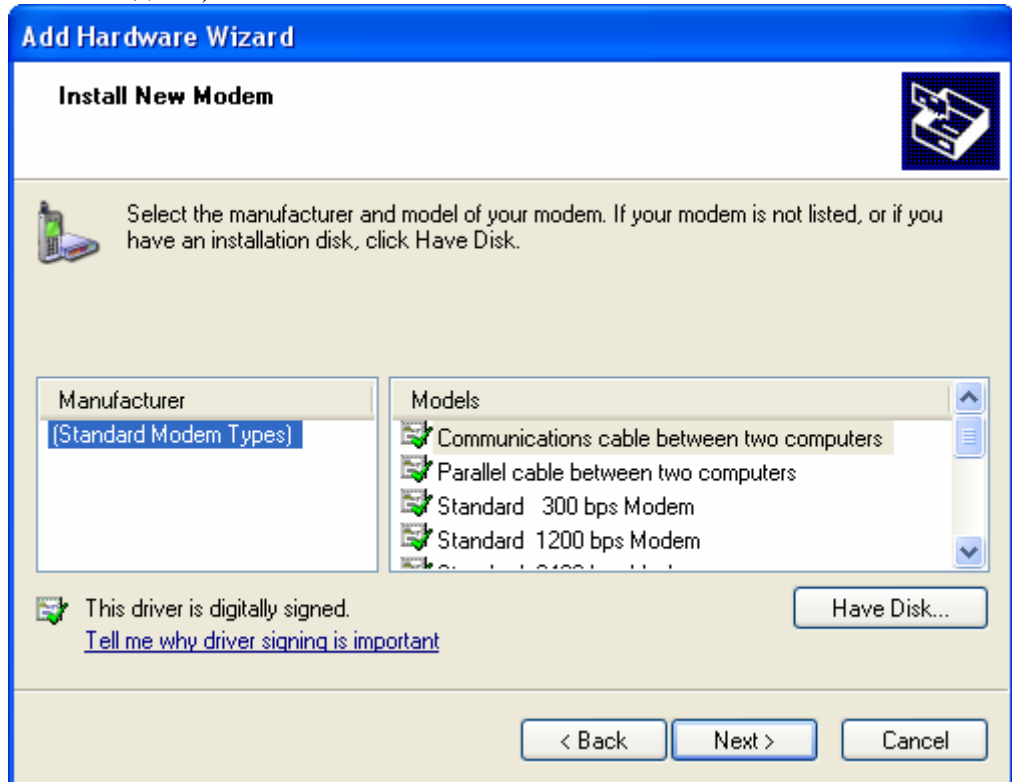 Add Hardware Wizard
Install New Modem
Select the manufacturer and model of your modem. If your modem is not listed, or if you
have an installation disk, click Have Disk.
Manufacturer
(Standard Modem Types)
Models
Communications cable between two computers
Parallel cable between two computers
Standard 300 bps Modem
Standard 1200 bps Modem
This driver is digitally signed.
Tell me why driver signing is important
Have Disk...
< Back
Next >
Cancel